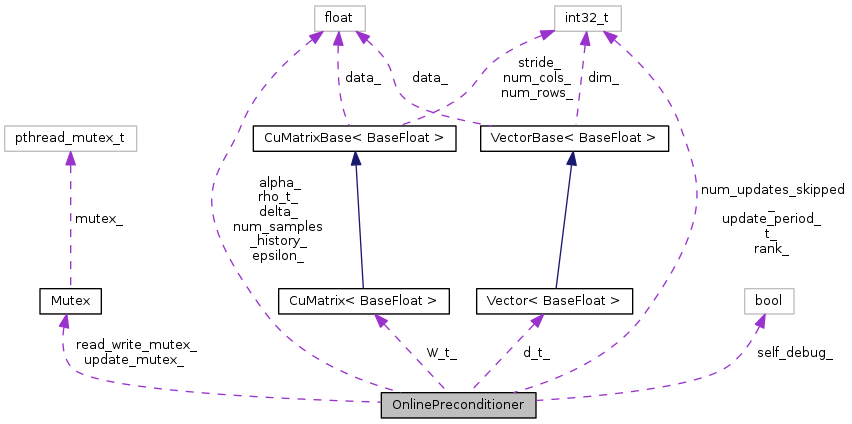 float
int32_t
data_
data_
stride_
num_cols_
num_rows_
dim_
pthread_mutex_t
CuMatrixBase< BaseFloat >
VectorBase< BaseFloat >
mutex_
alpha_
rho_t_
delta_
num_samples
_history_
epsilon_
num_updates_skipped
_
update_period_
t_
rank_
Mutex
CuMatrix< BaseFloat >
Vector< BaseFloat >
bool
read_write_mutex_
update_mutex_
W_t_
d_t_
self_debug_
OnlinePreconditioner